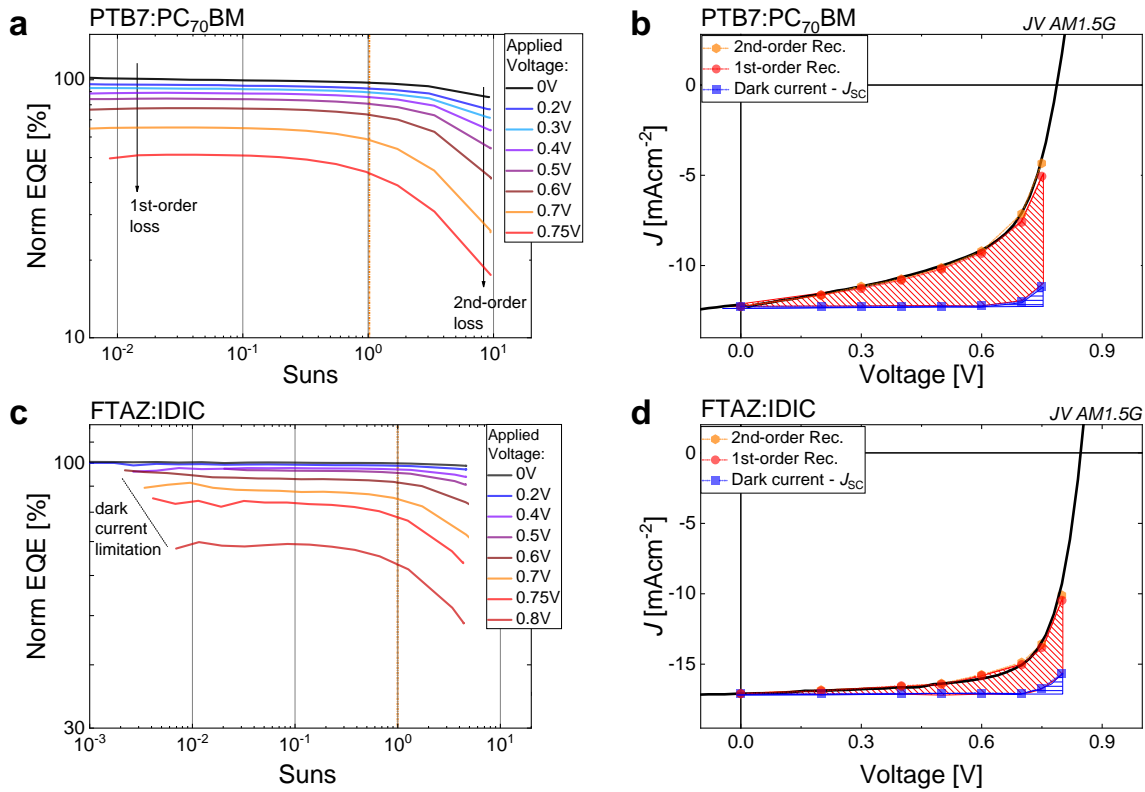 a
PTB7:PC70BM
Norm EQE [%]
100
10
10-2
10-1
100
101
Suns
1st-order
loss
2nd-order
loss
Applied
Voltage:
0V
0.2V
0.3V
0.4V
0.5V
0.6V
0.7V
0.75V
b
PTB7:PC70BM
JV AM1.5G
2nd-order Rec.
1st-order Rec.
Dark current - JSC
J [mAcm-2]
0
-5
-10
0.0
0.3
0.6
0.9
Voltage [V]
c
FTAZ:IDIC
Norm EQE [%]
100
30
10-3
10-2
10-1
100
101
Suns
dark
current
limitation
Applied
Voltage:
0V
0.2V
0.4V
0.5V
0.6V
0.7V
0.75V
0.8V
d
FTAZ:IDIC
JV AM1.5G
2nd-order Rec.
1st-order Rec.
Dark current - JSC
J [mAcm-2]
0
-5
-10
-15
0.0
0.3
0.6
0.9
Voltage [V]